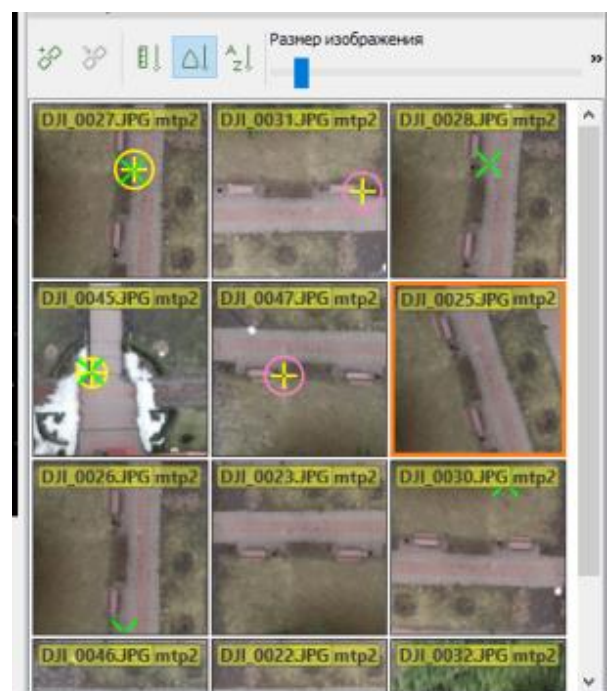 Размер изображения
A
Z
»
DJI_0027.JPG mtp2
DJI_0031.JPG mtp2
DJI_0028.JPG mtp2
DJI_0045.JPG mtp2
DJI_0047.JPG mtp2
DJI_0025.JPG mtp2
DJI_0026.JPG mtp2
DJI_0023.JPG mtp2
DJI_0030.JPG mtp2
DJI_0046.JPG mtp2
DJI_0022.JPG mtp2
DJI_0032.JPG mtp2